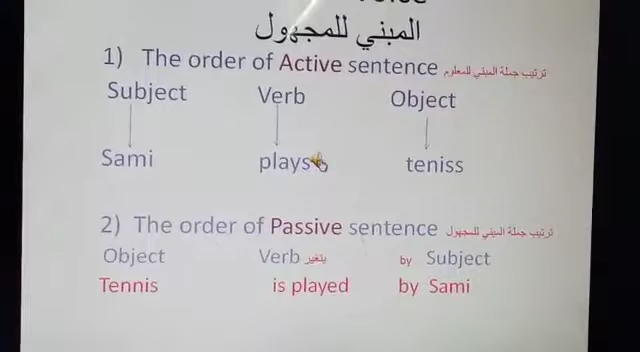 المبني للمجهول
1) The order of Active sentence ترتيب جملة المبني للمعلوم
Subject Verb Object
Sami plays teniss
2) The order of Passive sentence ترتيب جملة المبني للمجهول
Object Verb يتغير by Subject
Tennis is played by Sami